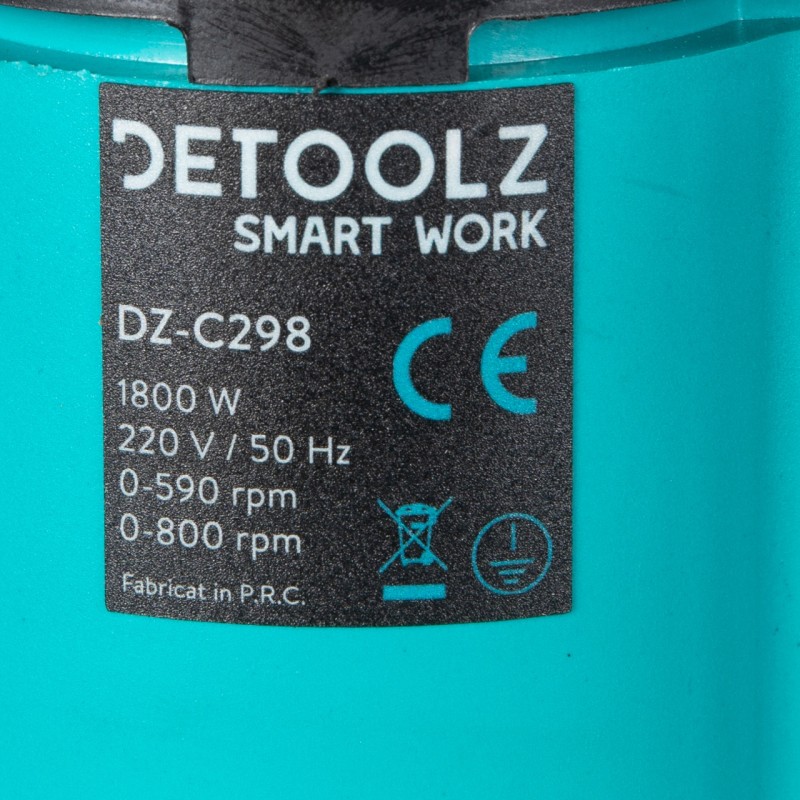 DETOOLZ
SMART WORK
DZ-C298
CE
1800 W
220 V / 50 Hz
0-590 rpm
0-800 rpm
Fabricat in P.R.C.